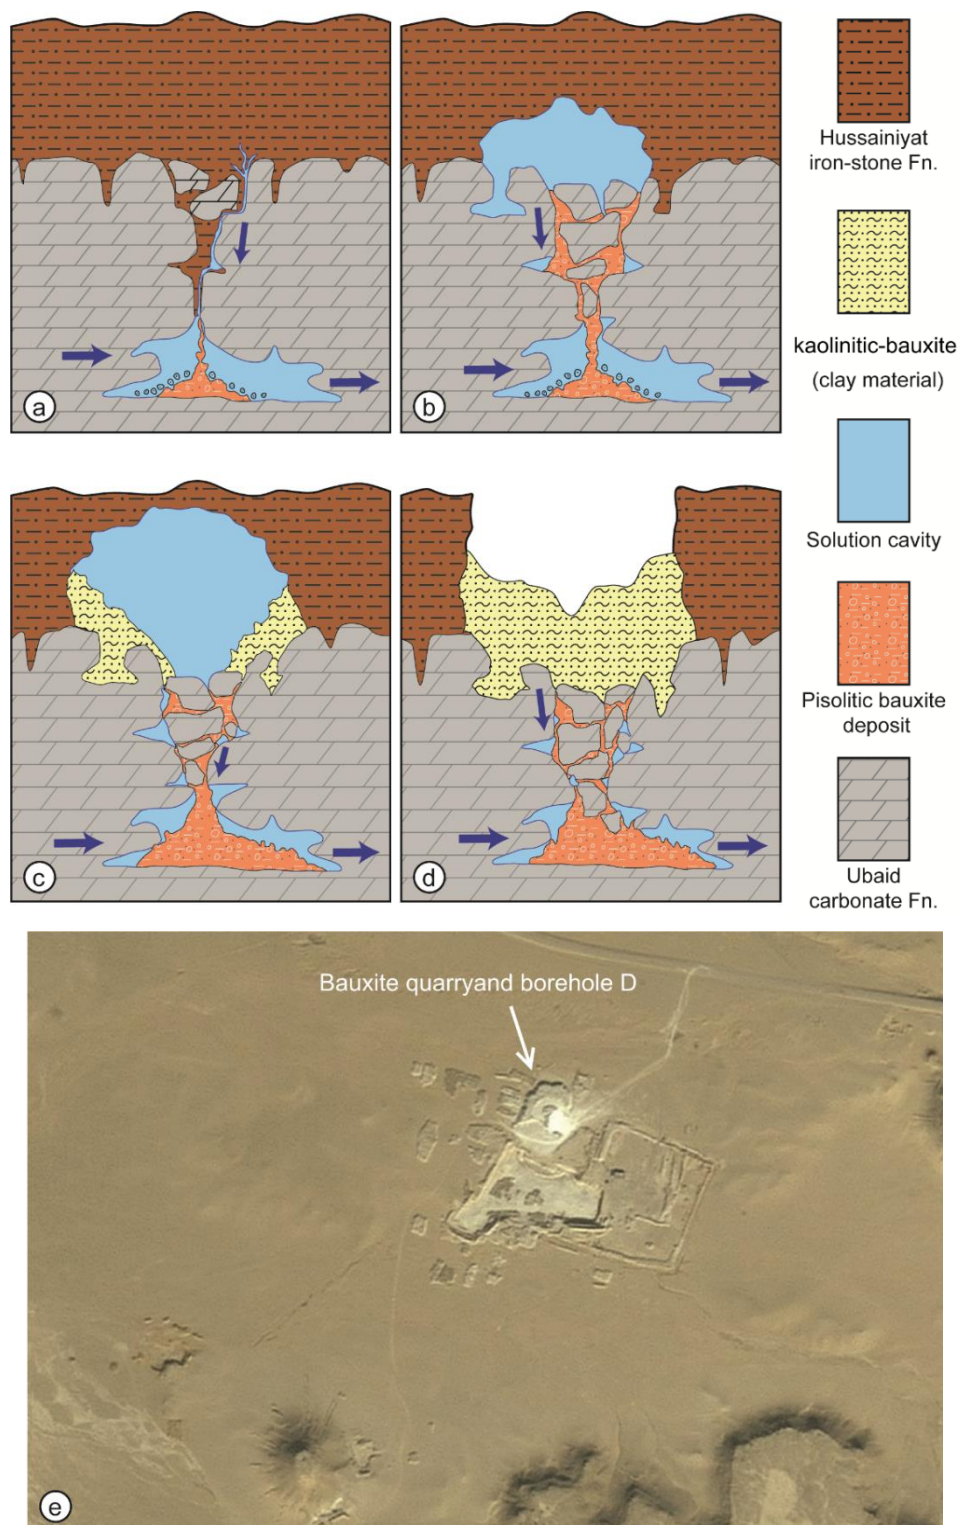 a
b
Hussainiyat
iron-stone Fn.
kaolinitic-bauxite
(clay material)
Solution cavity
c
d
Pisolitic bauxite
deposit
Ubaid
carbonate Fn.
Bauxite quarryand borehole D
e